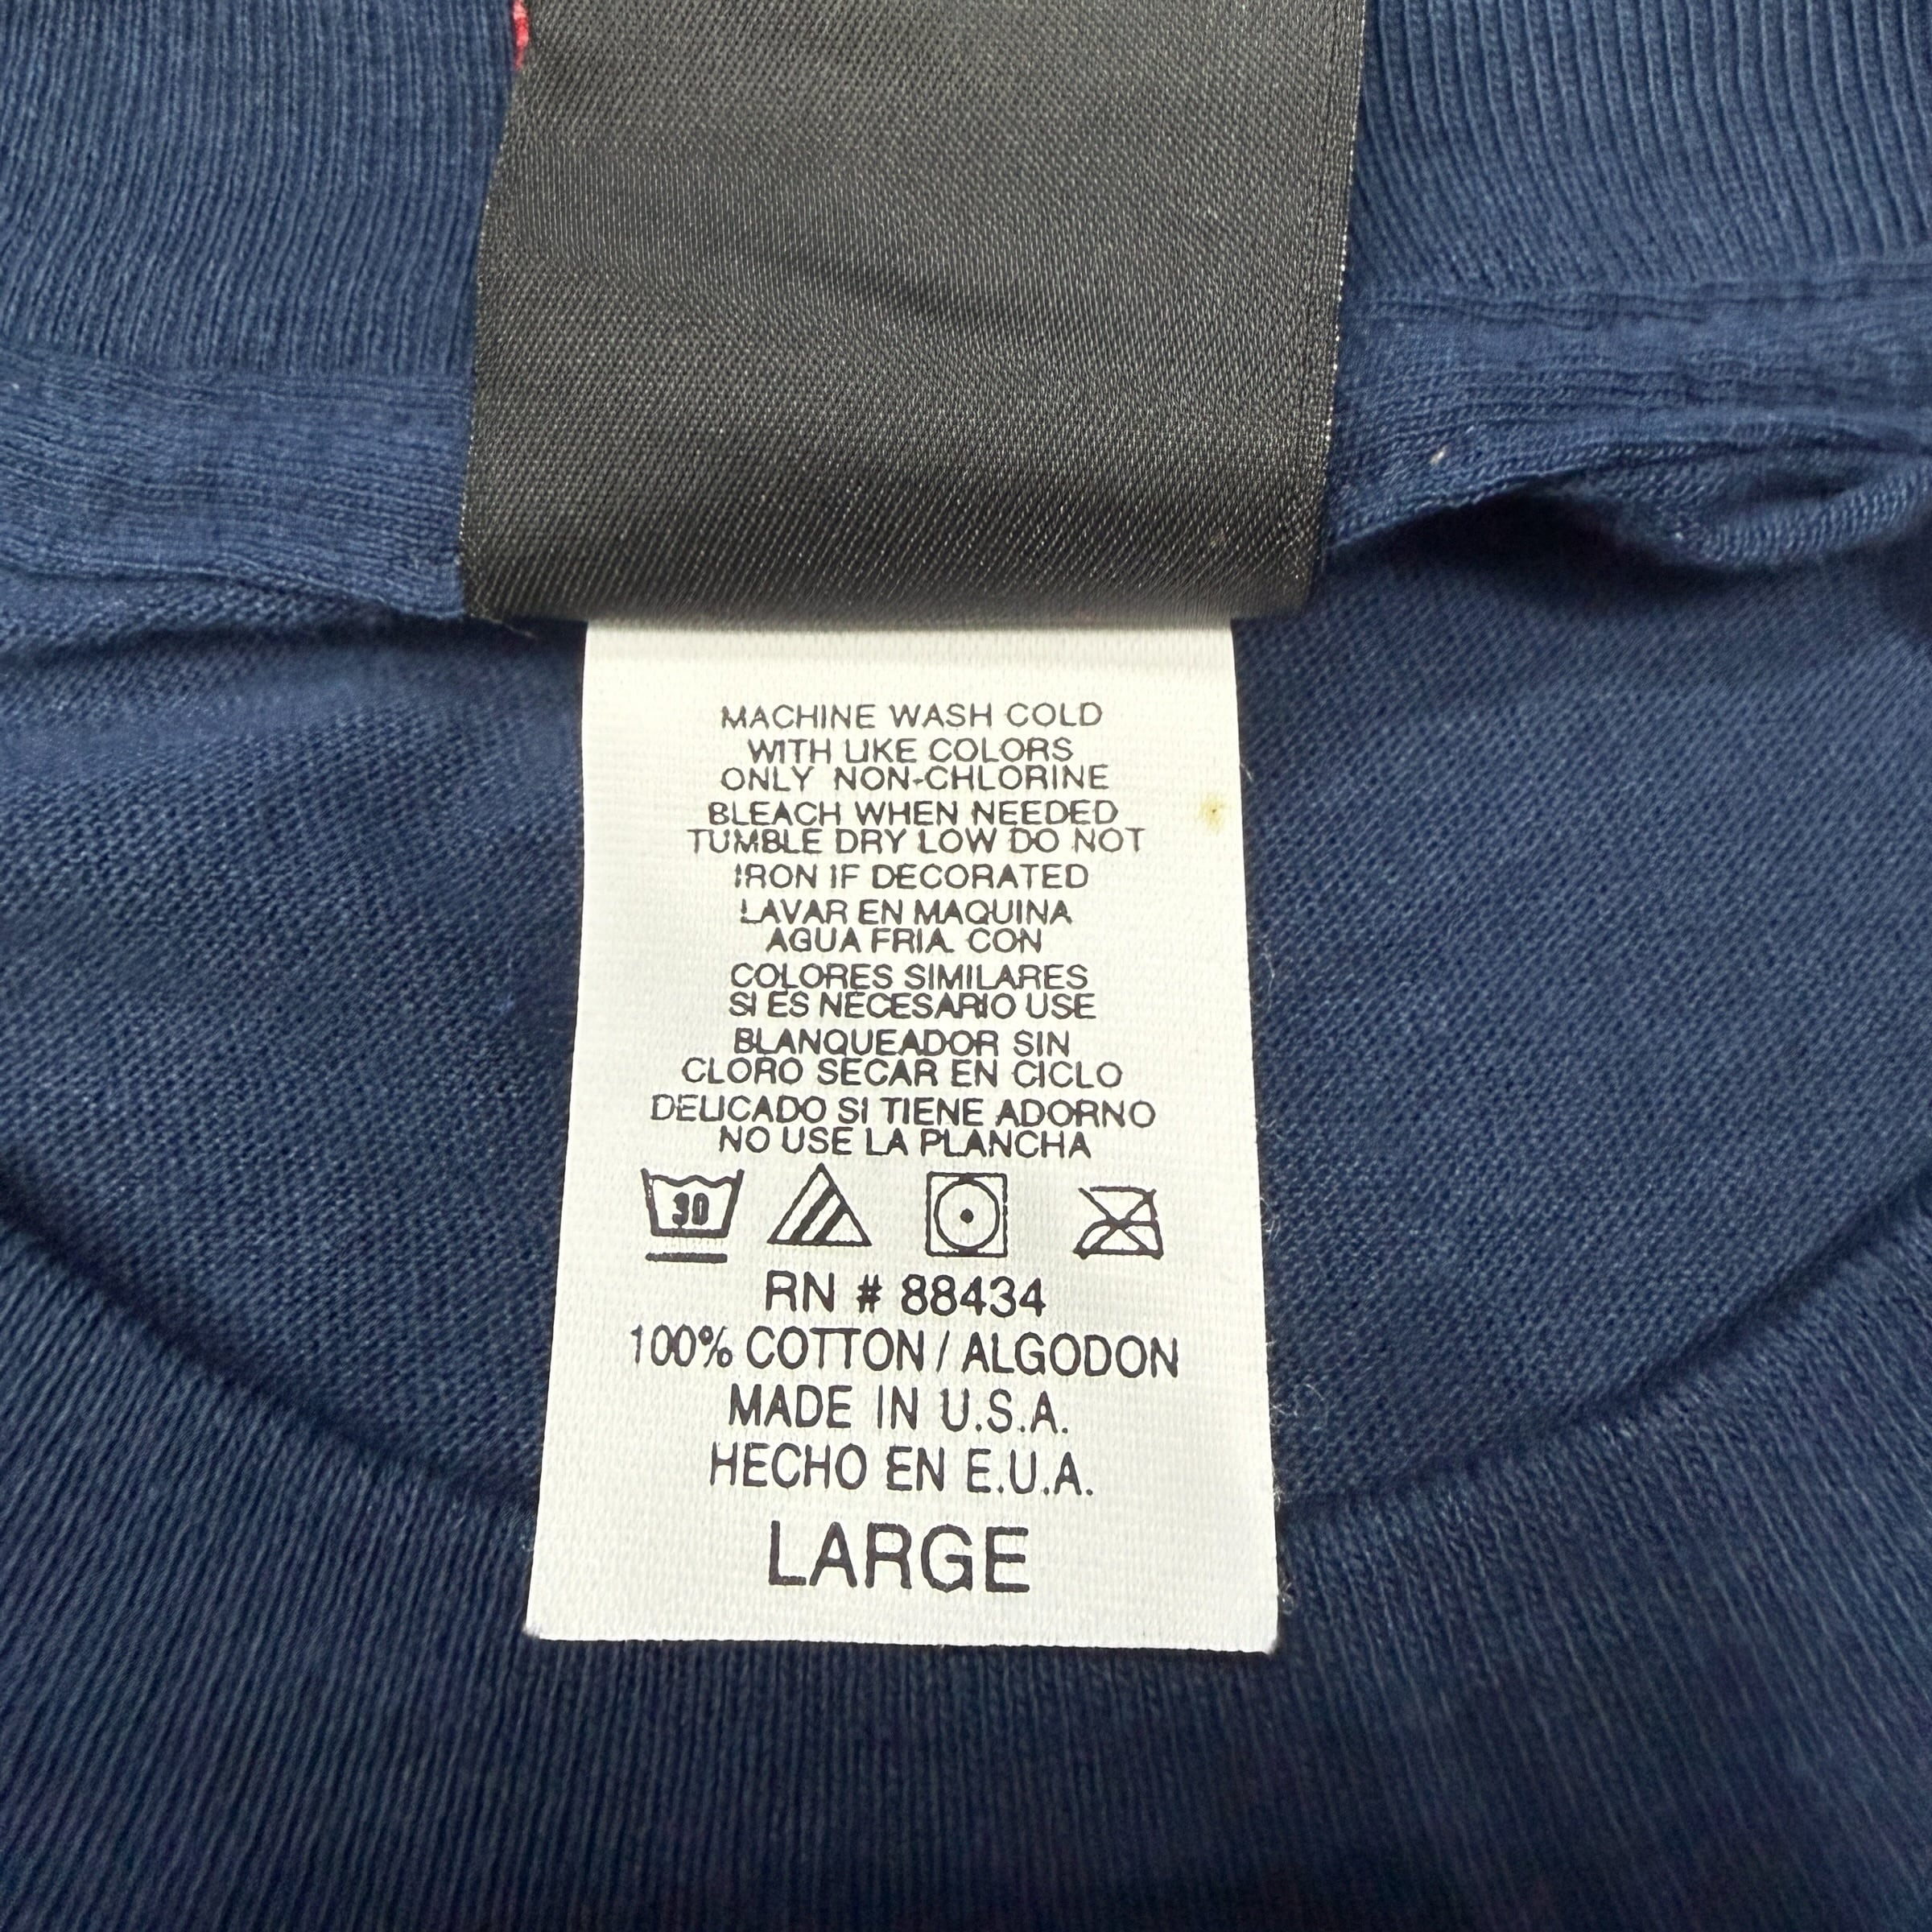 MACHINE WASH COLD
WITH LIKE COLORS
ONLY NON-CHLORINE
BLEACH WHEN NEEDED
TUMBLE DRY LOW DO NOT
IRON IF DECORATED
LAVAR EN MAQUINA
AGUA FRIA CON
COLORES SIMILARES
SI ES NECESARIO USE
BLANQUEADOR SIN
CLORO SECAR EN CICLO
DELICADO SI TIENE ADORNO
NO USE LA PLANCHA
30
RN # 88434
100% COTTON / ALGODON
MADE IN U.S.A.
HECHO EN E.U.A.
LARGE